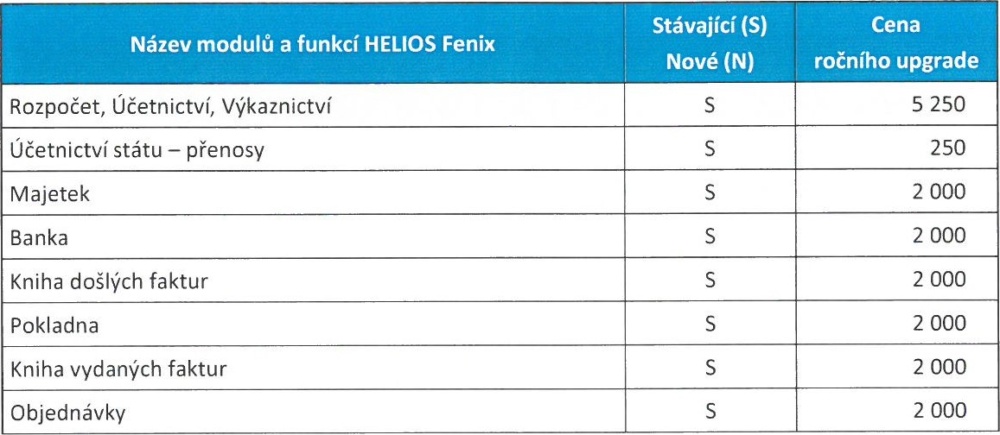 Název modulů a funkcí HELIOS Fenix
Stávající (S)
Nové (N)
Cena
ročního upgrade
Rozpočet, Účetnictví, Výkaznictví S 5 250
Účetnictví státu – přenosy S 250
Majetek S 2 000
Banka S 2 000
Kniha došlých faktur S 2 000
Pokladna S 2 000
Kniha vydaných faktur S 2 000
Objednávky S 2 000